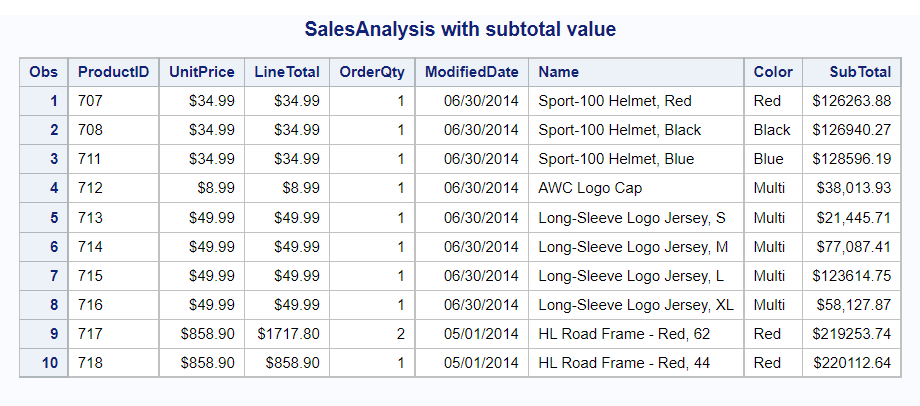 SalesAnalysis with subtotal value
Obs ProductID UnitPrice LineTotal OrderQty ModifiedDate Name Color SubTotal
1 707 $34.99 $34.99 1 06/30/2014 Sport-100 Helmet, Red Red $126263.88
2 708 $34.99 $34.99 1 06/30/2014 Sport-100 Helmet, Black Black $126940.27
3 711 $34.99 $34.99 1 06/30/2014 Sport-100 Helmet, Blue Blue $128596.19
4 712 $8.99 $8.99 1 06/30/2014 AWC Logo Cap Multi $38,013.93
5 713 $49.99 $49.99 1 06/30/2014 Long-Sleeve Logo Jersey, S Multi $21,445.71
6 714 $49.99 $49.99 1 06/30/2014 Long-Sleeve Logo Jersey, M Multi $77,087.41
7 715 $49.99 $49.99 1 06/30/2014 Long-Sleeve Logo Jersey, L Multi $123614.75
8 716 $49.99 $49.99 1 06/30/2014 Long-Sleeve Logo Jersey, XL Multi $58,127.87
9 717 $858.90 $1717.80 2 05/01/2014 HL Road Frame - Red, 62 Red $219253.74
10 718 $858.90 $858.90 1 05/01/2014 HL Road Frame - Red, 44 Red $220112.64